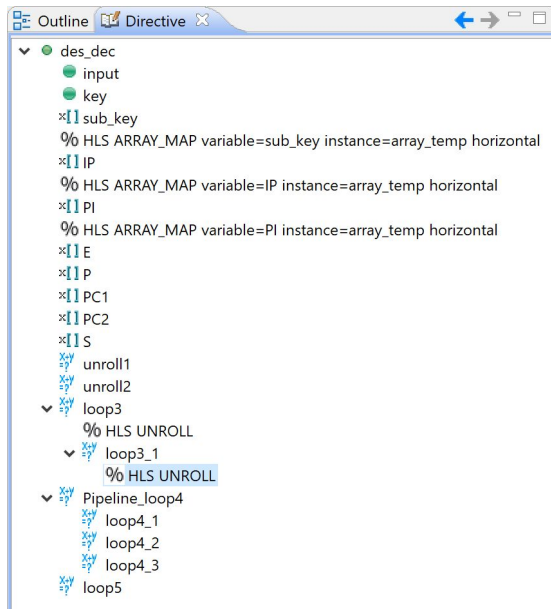 Outline Directive
des_dec
input
key
sub_key
% HLS ARRAY_MAP variable=sub_key instance=array_temp horizontal
IP
% HLS ARRAY_MAP variable=IP instance=array_temp horizontal
PI
% HLS ARRAY_MAP variable=PI instance=array_temp horizontal
E
P
PC1
PC2
S
unroll1
unroll2
loop3
% HLS UNROLL
loop3_1
% HLS UNROLL
Pipeline_loop4
loop4_1
loop4_2
loop4_3
loop5